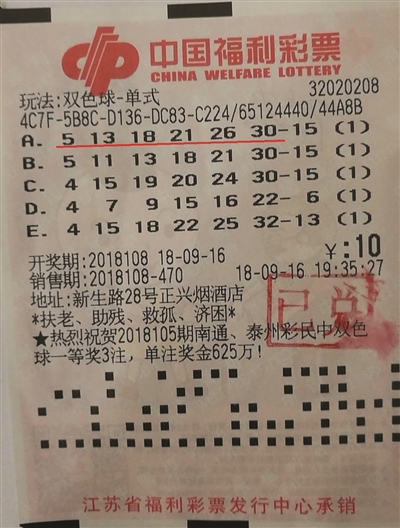 中国福利彩票
CHINA WELFARE LOTTERY
玩法:双色球-单式 32020208
4C7F-5B8C-D136-DC83-C224/65124440/44A8B
A. 5 13 18 21 26 30-15 (1)
B. 5 11 13 18 21 30-15 (1)
C. 4 15 19 20 24 30-15 (1)
D. 4 7 9 15 16 22- 6 (1)
E. 4 15 18 22 25 32-13 (1)
开奖期:2018108 18-09-16 ¥:10
销售期:2018108-470 18-09-16 19:35:27
地址:新生路28号正兴烟酒店
*扶老、助残、救孤、济困*
已兑
★热烈祝贺2018105期南通、泰州彩民中双色
球一等奖3注,单注奖金625万!
江苏省福利彩票发行中心承销